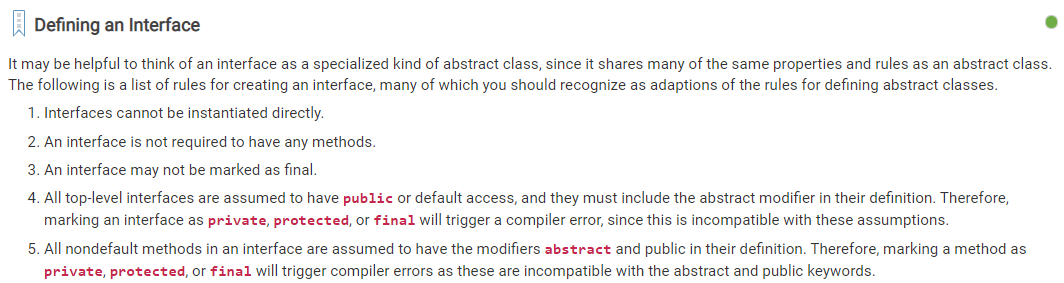 Defining an Interface
It may be helpful to think of an interface as a specialized kind of abstract class, since it shares many of the same properties and rules as an abstract class.
The following is a list of rules for creating an interface, many of which you should recognize as adaptions of the rules for defining abstract classes.
1. Interfaces cannot be instantiated directly.
2. An interface is not required to have any methods.
3. An interface may not be marked as final.
4. All top-level interfaces are assumed to have public or default access, and they must include the abstract modifier in their definition. Therefore,
marking an interface as private, protected, or final will trigger a compiler error, since this is incompatible with these assumptions.
5. All nondefault methods in an interface are assumed to have the modifiers abstract and public in their definition. Therefore, marking a method as
private, protected, or final will trigger compiler errors as these are incompatible with the abstract and public keywords.